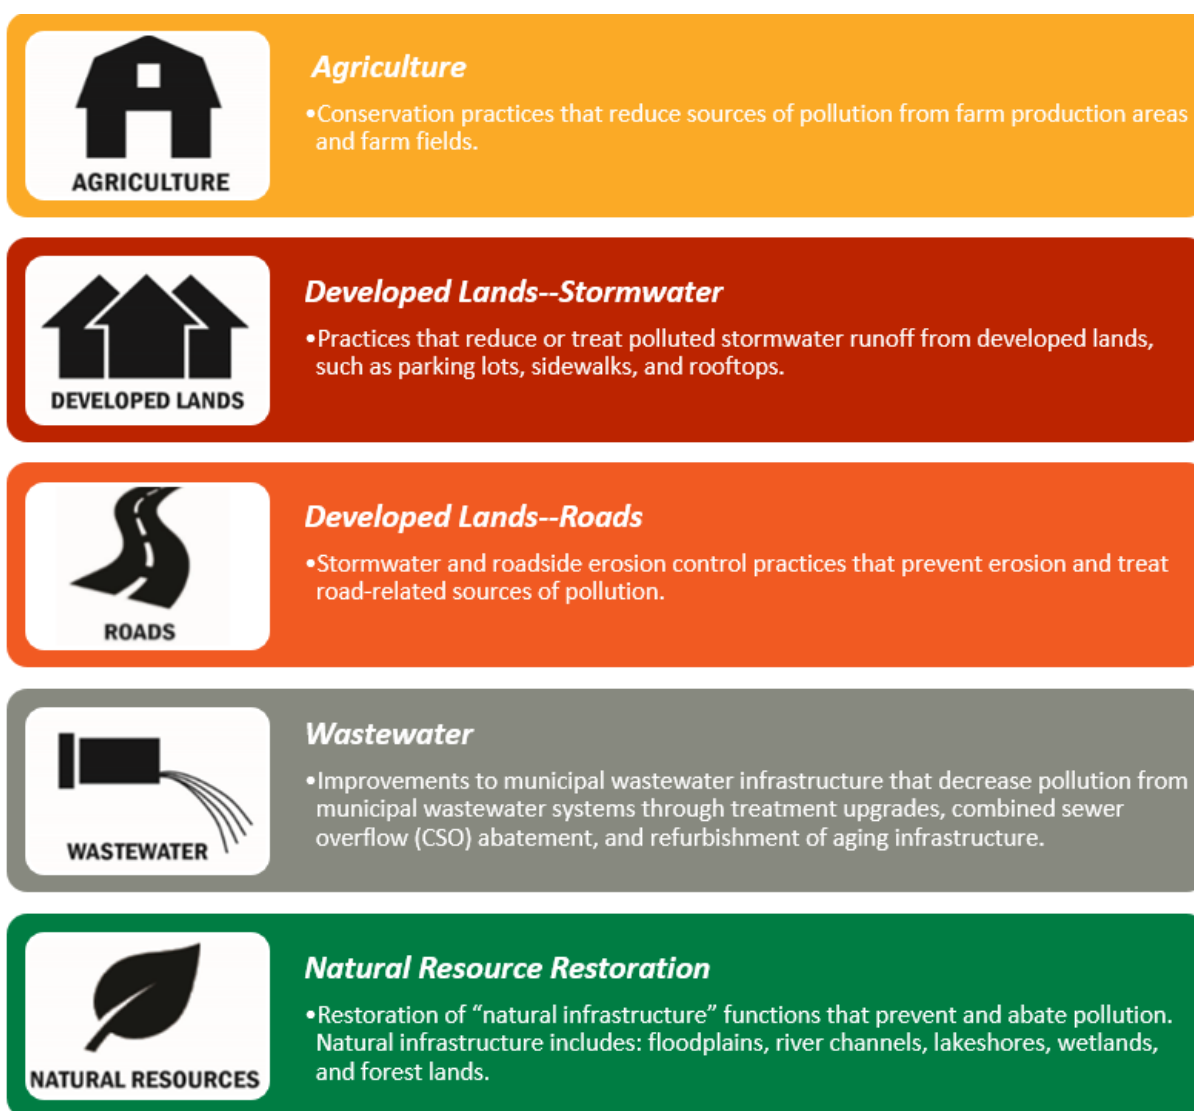 Agriculture
•Conservation practices that reduce sources of pollution from farm production areas
and farm fields.
AGRICULTURE
Developed Lands--Stormwater
•Practices that reduce or treat polluted stormwater runoff from developed lands,
such as parking lots, sidewalks, and rooftops.
DEVELOPED LANDS
Developed Lands--Roads
•Stormwater and roadside erosion control practices that prevent erosion and treat
road-related sources of pollution.
ROADS
Wastewater
•Improvements to municipal wastewater infrastructure that decrease pollution from
municipal wastewater systems through treatment upgrades, combined sewer
overflow (CSO) abatement, and refurbishment of aging infrastructure.
WASTEWATER
Natural Resource Restoration
•Restoration of “natural infrastructure” functions that prevent and abate pollution.
Natural infrastructure includes: floodplains, river channels, lakeshores, wetlands,
and forest lands.
NATURAL RESOURCES